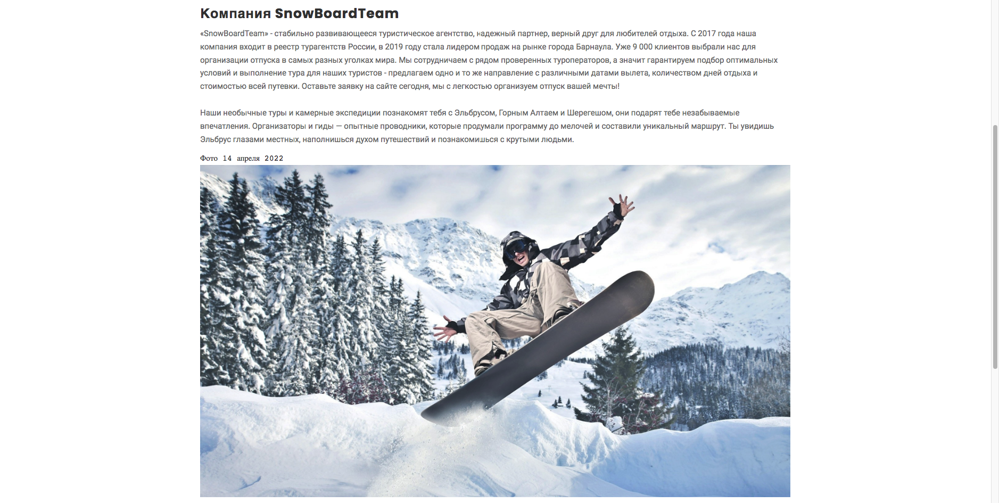 Компания SnowBoardTeam
«SnowBoardTeam» - стабильно развивающееся туристическое агентство, надежный партнер, верный друг для любителей отдыха. С 2017 года наша
компания входит в реестр турагентств России, в 2019 году стала лидером продаж на рынке города Барнаула. Уже 9 000 клиентов выбрали нас для
организации отпуска в самых разных уголках мира. Мы сотрудничаем с рядом проверенных туроператоров, а значит гарантируем подбор оптимальных
условий и выполнение тура для наших туристов - предлагаем одно и то же направление с различными датами вылета, количеством дней отдыха и
стоимостью всей путевки. Оставьте заявку на сайте сегодня, мы с легкостью организуем отпуск вашей мечты!
Наши необычные туры и камерные экспедиции познакомят тебя с Эльбрусом, Горным Алтаем и Шерегешом, они подарят тебе незабываемые
впечатления. Организаторы и гиды — опытные проводники, которые продумали программу до мелочей и составили уникальный маршрут. Ты увидишь
Эльбрус глазами местных, наполнишься духом путешествий и познакомишься с крутыми людьми.
Фото 14 апреля 2022